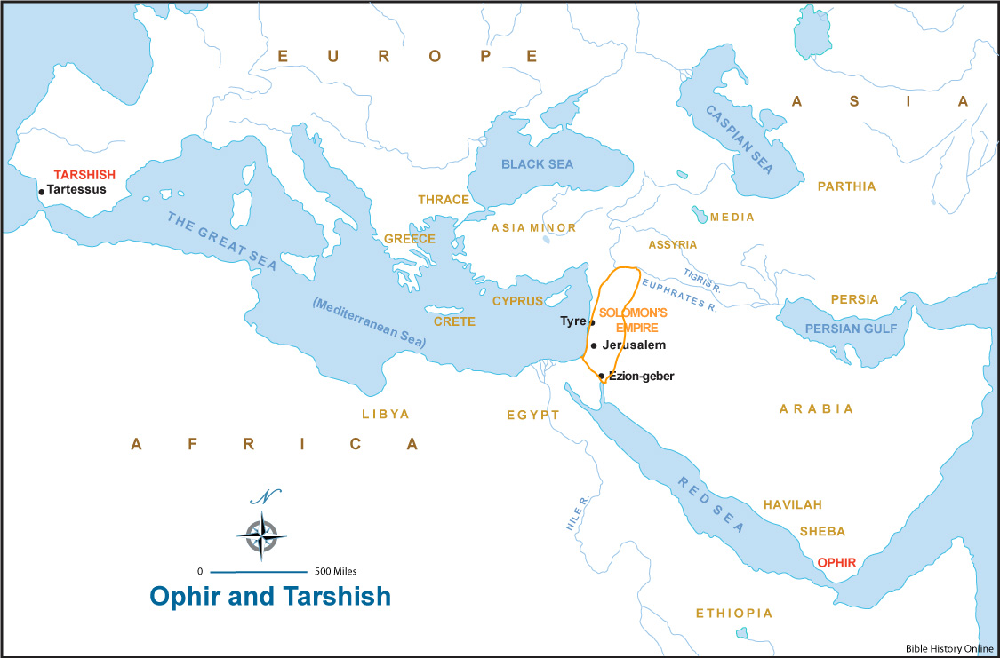 EUROPE
ASIA
CASPIAN SEA
BLACK SEA
TARSHISH
Tartessus
PARTHIA
THRACE
MEDIA
ASIA MINOR
GREECE
ASSYRIA
THE GREAT SEA
(Mediterranean Sea)
TIGRIS R.
EUPHRATES R.
CYPRUS
CRETE
PERSIA
PERSIAN GULF
Tyre
SOLOMON'S
EMPIRE
Jerusalem
Ezion-geber
LIBYA
EGYPT
ARABIA
AFRICA
RED SEA
NILE R.
HAVILAH
SHEBA
OPHIR
N
0 500 Miles
Ophir and Tarshish
ETHIOPIA
Bible History Online